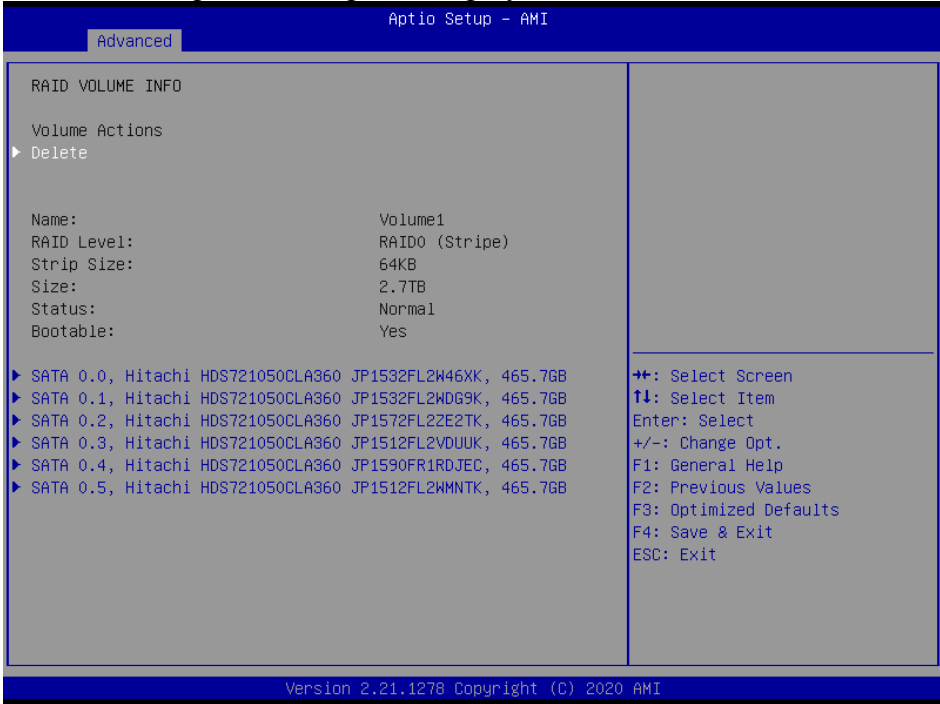 Aptio Setup – AMI
Advanced
RAID VOLUME INFO
Volume Actions
Delete
Name: Volume1
RAID Level: RAID0 (Stripe)
Strip Size: 64KB
Size: 2.7TB
Status: Normal
Bootable: Yes
SATA 0.0, Hitachi HDS721050CLA360 JP1532FL2W46XK, 465.7GB
SATA 0.1, Hitachi HDS721050CLA360 JP1532FL2WDG9K, 465.7GB
SATA 0.2, Hitachi HDS721050CLA360 JP1572FL2ZE2TK, 465.7GB
SATA 0.3, Hitachi HDS721050CLA360 JP1512FL2VDUUK, 465.7GB
SATA 0.4, Hitachi HDS721050CLA360 JP1590FR1RDJEC, 465.7GB
SATA 0.5, Hitachi HDS721050CLA360 JP1512FL2WMNTK, 465.7GB
→←: Select Screen
↑↓: Select Item
Enter: Select
+/-: Change Opt.
F1: General Help
F2: Previous Values
F3: Optimized Defaults
F4: Save & Exit
ESC: Exit
Version 2.21.1278 Copyright (C) 2020 AMI